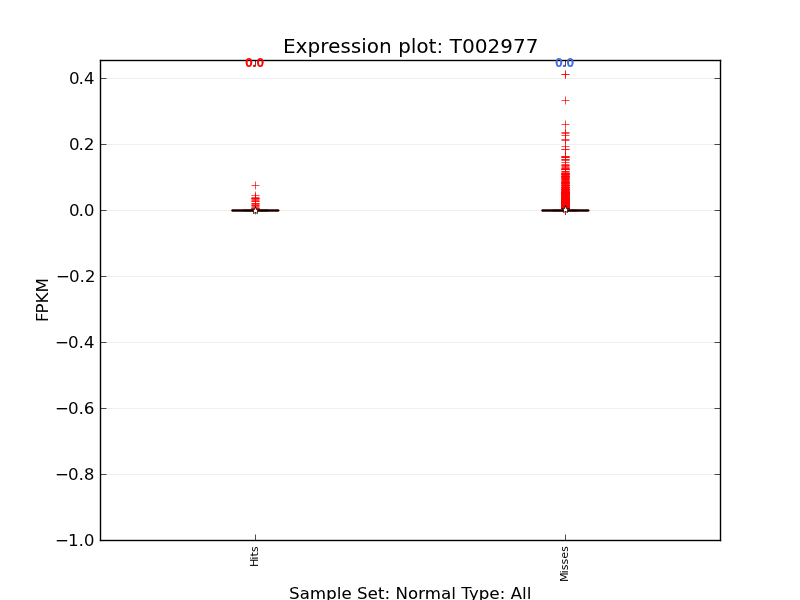 Expression plot: T002977
0.0 0.0
0.4
0.2
0.0
−0.2
−0.4
−0.6
−0.8
−1.0
FPKM
Hits Misses
Sample Set: Normal Type: All